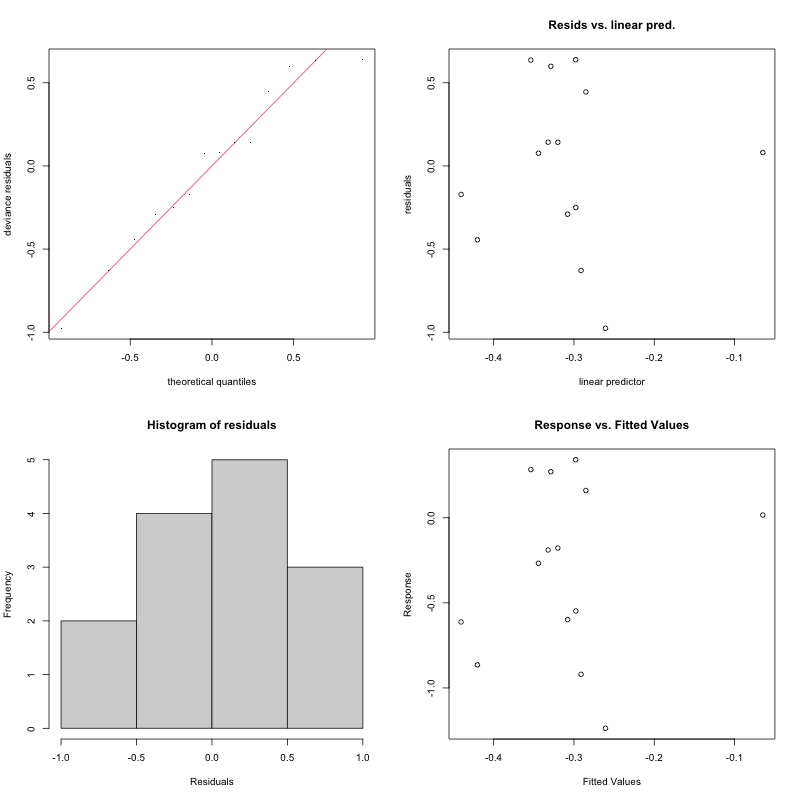 deviance residuals
0.5
0.0
-0.5
-1.0
-0.5 0.0 0.5
theoretical quantiles
Resids vs. linear pred.
residuals
0.5
0.0
-0.5
-1.0
-0.4 -0.3 -0.2 -0.1
linear predictor
Histogram of residuals
Frequency
5
4
3
2
1
0
-1.0 -0.5 0.0 0.5 1.0
Residuals
Response vs. Fitted Values
Response
0.0
-0.5
-1.0
-0.4 -0.3 -0.2 -0.1
Fitted Values